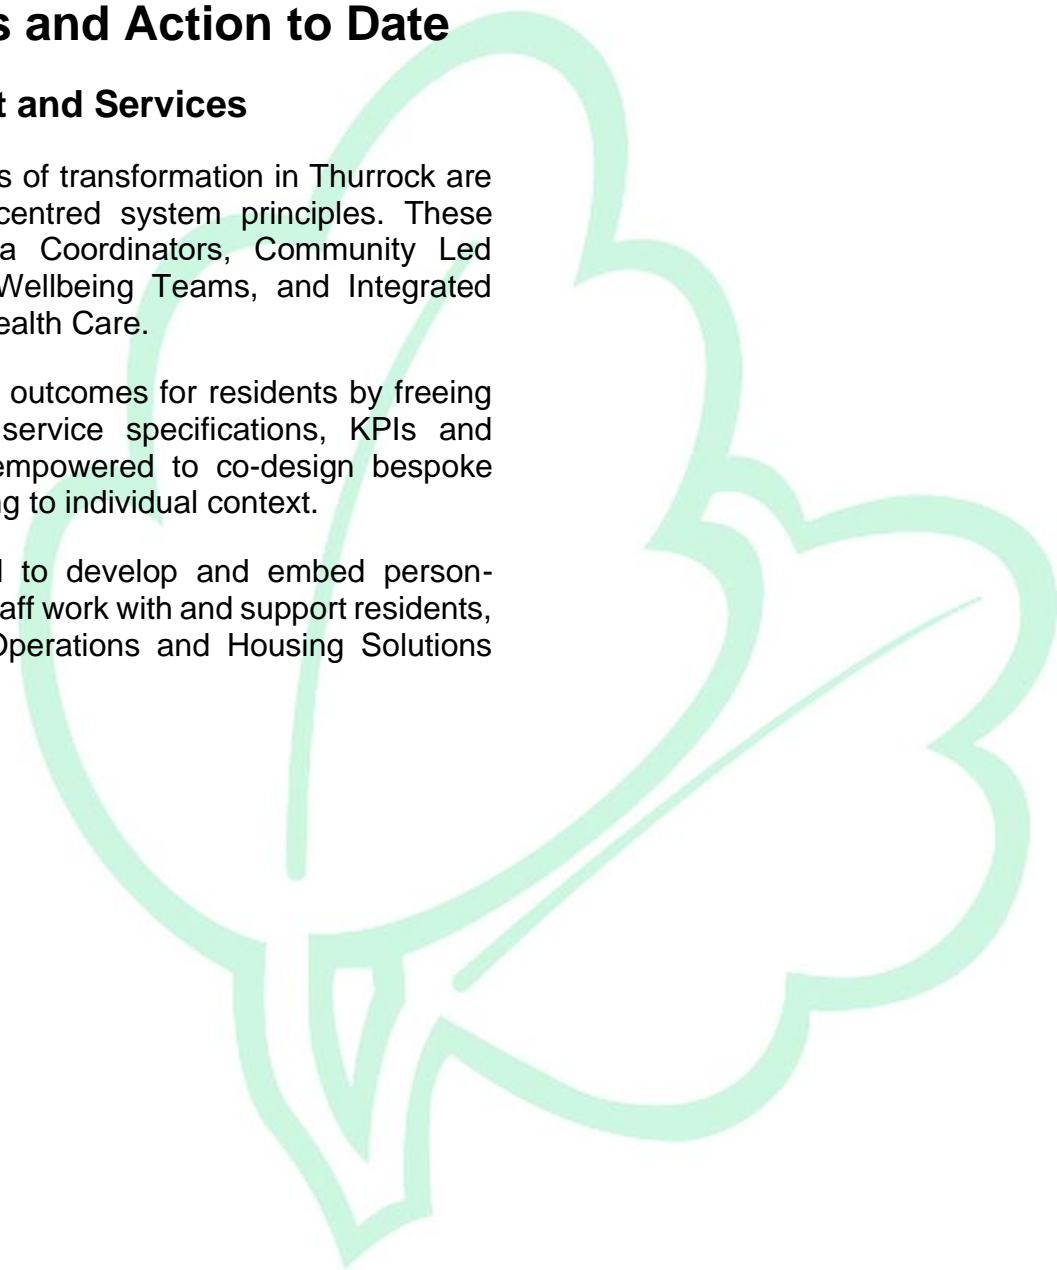 s and Action to Date
t and Services
s of transformation in Thurrock are
centred system principles. These
a Coordinators, Community Led
Wellbeing Teams, and Integrated
ealth Care.
outcomes for residents by freeing
service specifications, KPIs and
empowered to co-design bespoke
ng to individual context.
to develop and embed person-
aff work with and support residents,
Operations and Housing Solutions